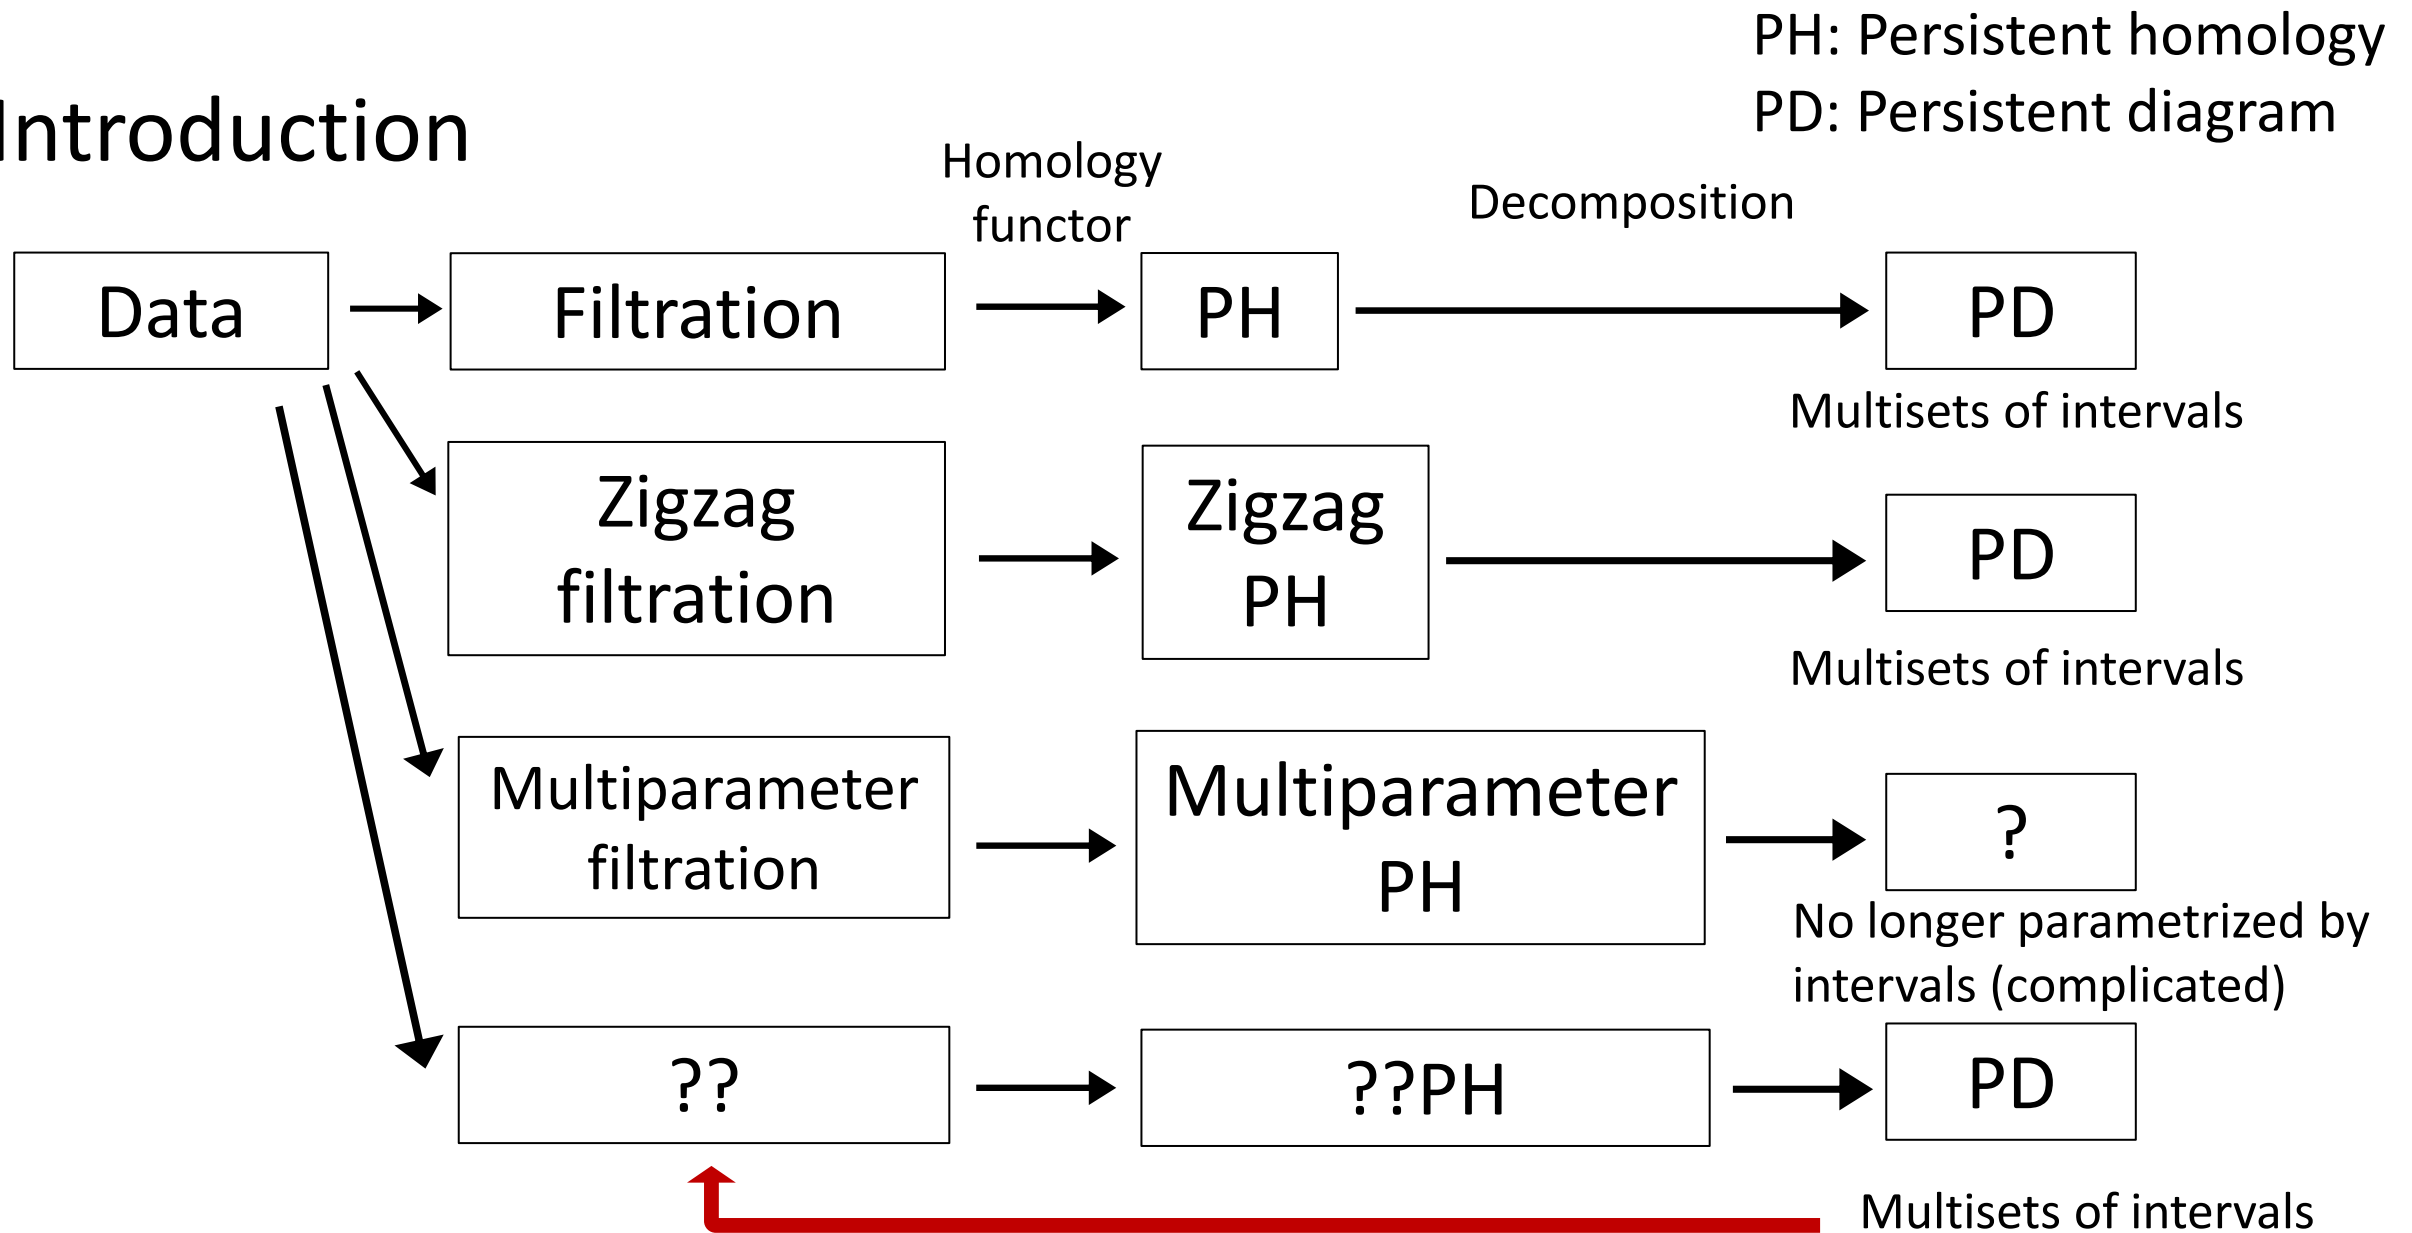 PH: Persistent homology
PD: Persistent diagram
Introduction
Homology
functor
Decomposition
Data
Filtration
PH
PD
Multisets of intervals
Zigzag
filtration
Zigzag
PH
PD
Multisets of intervals
Multiparameter
filtration
Multiparameter
PH
?
No longer parametrized by
intervals (complicated)
??
??PH
PD
Multisets of intervals